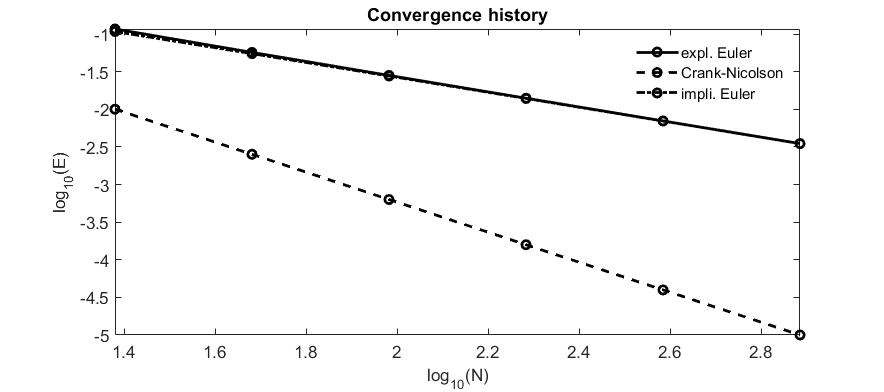 Convergence history
-1
-1.5
-2
-2.5
-3
-3.5
-4
-4.5
-5
log10(E)
expl. Euler
Crank-Nicolson
impli. Euler
1.4 1.6 1.8 2 2.2 2.4 2.6 2.8
log10(N)